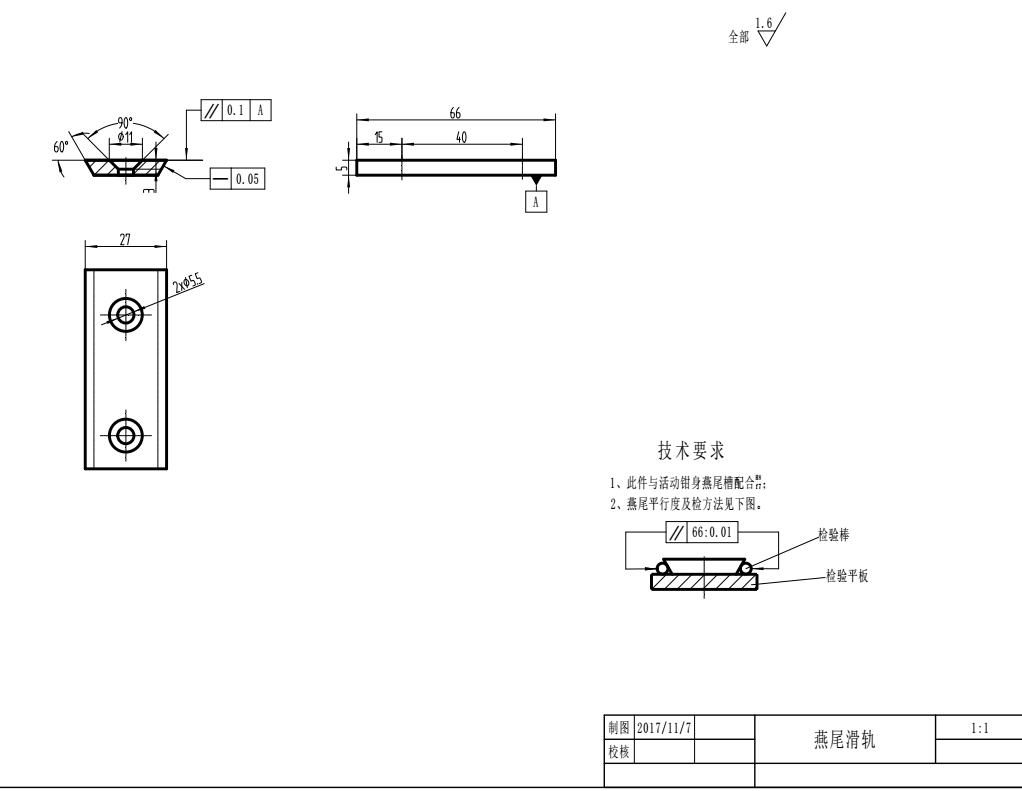 全部 1.6
// 0.1 A
90°
ø11
60°
— 0.05
3
66
15 40
5
A
27
2xø5.5
技术要求
1、此件与活动钳身燕尾槽配合
2、燕尾平行度及检方法见下图。
// 66:0.01
检验棒
检验平板
制图 2017/11/7 燕尾滑轨 1:1
校核